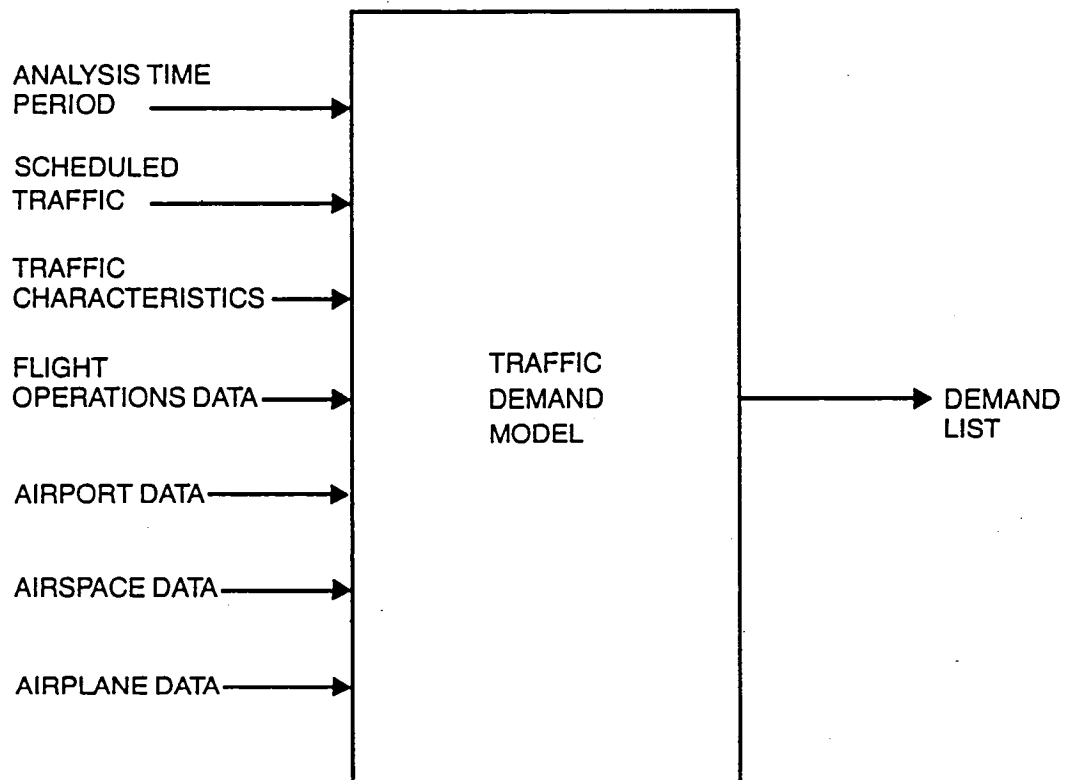 ANALYSIS TIME
PERIOD
SCHEDULED
TRAFFIC
TRAFFIC
CHARACTERISTICS
FLIGHT
OPERATIONS DATA
AIRPORT DATA
AIRSPACE DATA
AIRPLANE DATA
TRAFFIC
DEMAND
MODEL
DEMAND
LIST